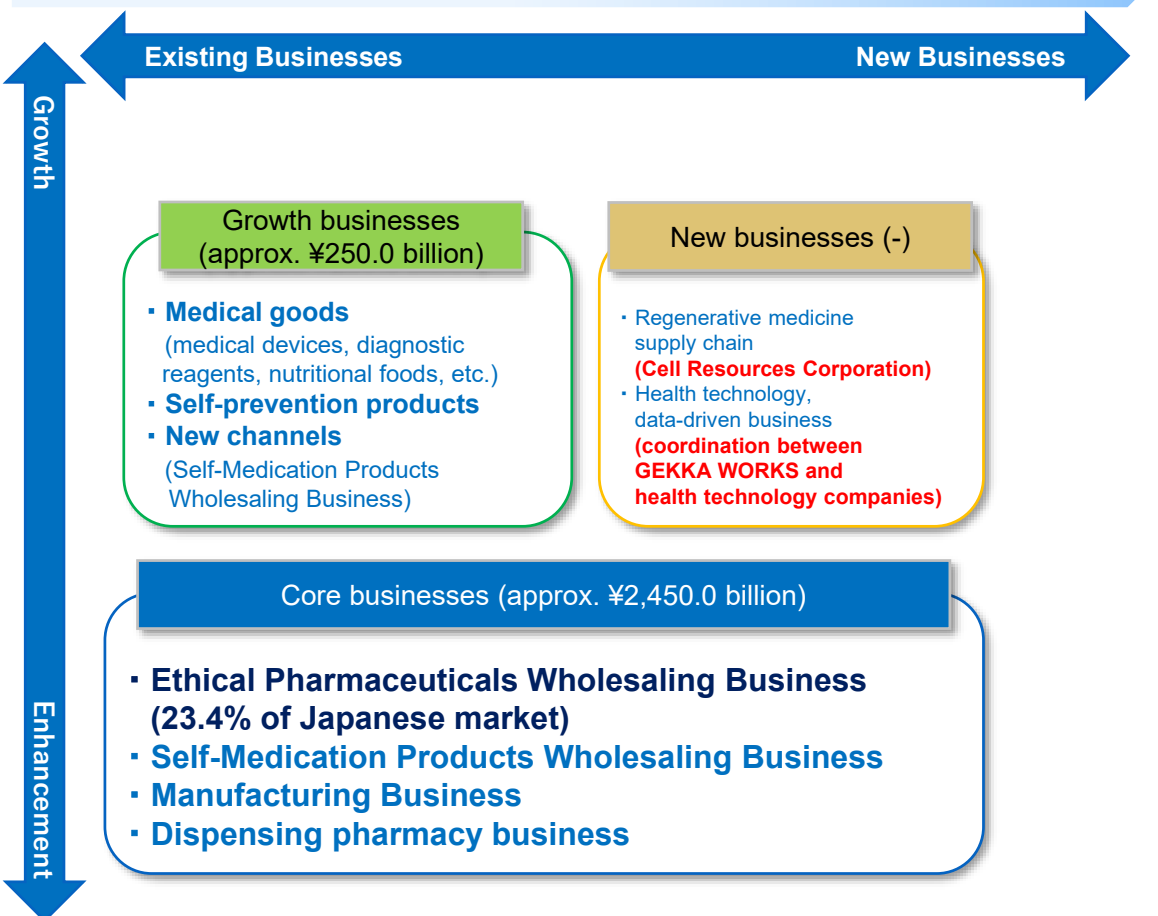 Existing Businesses
New Businesses
Growth
Growth businesses
(approx. ¥250.0 billion)
・Medical goods
(medical devices, diagnostic
reagents, nutritional foods, etc.)
・Self-prevention products
・New channels
(Self-Medication Products
Wholesaling Business)
New businesses (-)
・Regenerative medicine
supply chain
(Cell Resources Corporation)
・Health technology,
data-driven business
(coordination between
GEKKA WORKS and
health technology companies)
Core businesses (approx. ¥2,450.0 billion)
・Ethical Pharmaceuticals Wholesaling Business
(23.4% of Japanese market)
・Self-Medication Products Wholesaling Business
・Manufacturing Business
・Dispensing pharmacy business
Enhancement